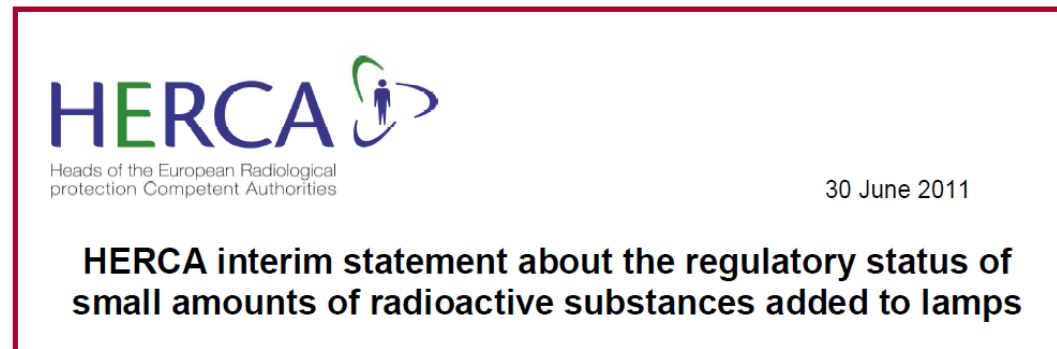 HERCA
Heads of the European Radiological
protection Competent Authorities
30 June 2011
HERCA interim statement about the regulatory status of
small amounts of radioactive substances added to lamps